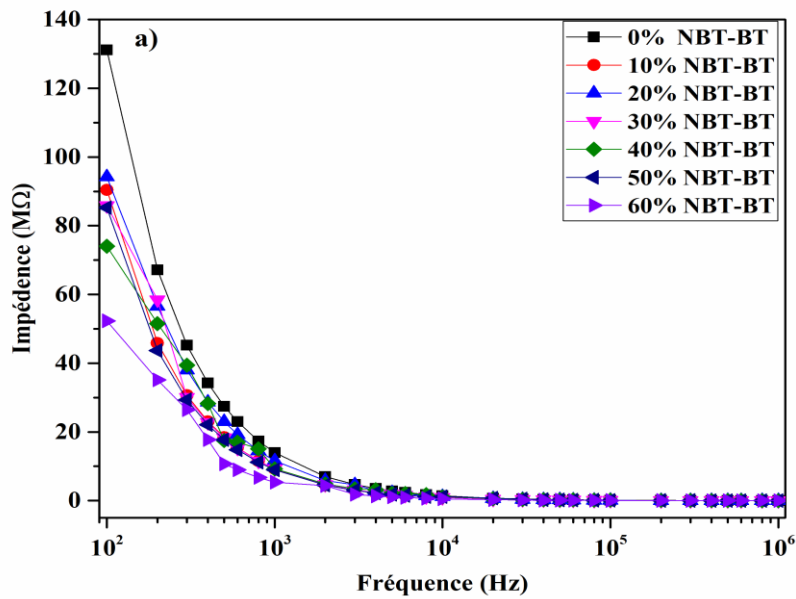 a)
0% NBT-BT
10% NBT-BT
20% NBT-BT
30% NBT-BT
40% NBT-BT
50% NBT-BT
60% NBT-BT
Impédence (MΩ)
140
120
100
80
60
40
20
0
10² 10³ 10⁴ 10⁵ 10⁶
Fréquence (Hz)